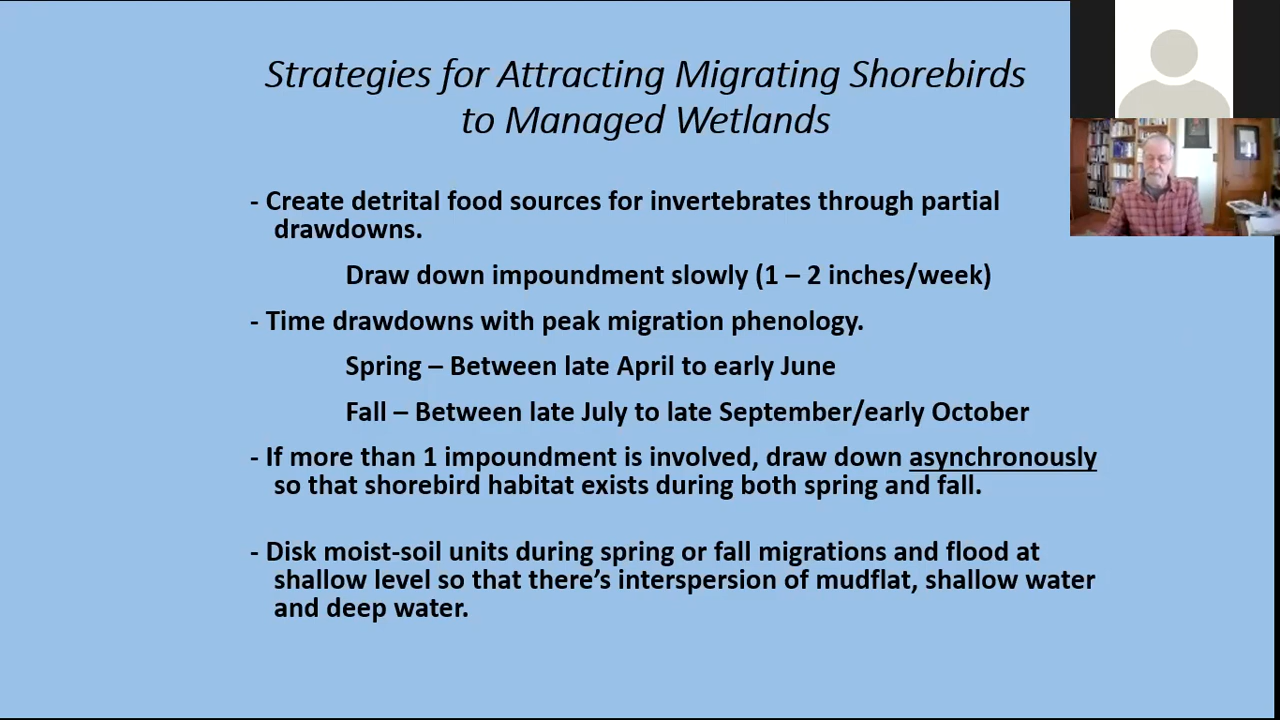 Strategies for Attracting Migrating Shorebirds
to Managed Wetlands
- Create detrital food sources for invertebrates through partial
drawdowns.
Draw down impoundment slowly (1 – 2 inches/week)
- Time drawdowns with peak migration phenology.
Spring – Between late April to early June
Fall – Between late July to late September/early October
- If more than 1 impoundment is involved, draw down asynchronously
so that shorebird habitat exists during both spring and fall.
- Disk moist-soil units during spring or fall migrations and flood at
shallow level so that there’s interspersion of mudflat, shallow water
and deep water.